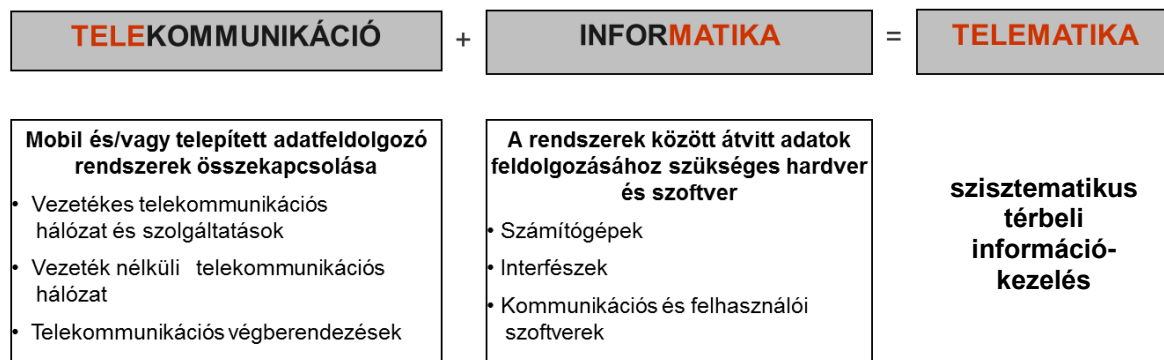 TELEKOMMUNIKÁCIÓ + INFORMATIKA = TELEMATIKA
Mobil és/vagy telepített adatfeldolgozó
rendszerek összekapcsolása
• Vezetékes telekommunikációs
hálózat és szolgáltatások
• Vezeték nélküli telekommunikációs
hálózat
• Telekommunikációs végberendezések
A rendszerek között átvitt adatok
feldolgozásához szükséges hardver
és szoftver
• Számítógépek
• Interfészek
• Kommunikációs és felhasználói
szoftverek
szisztematikus
térbeli
információ-
kezelés